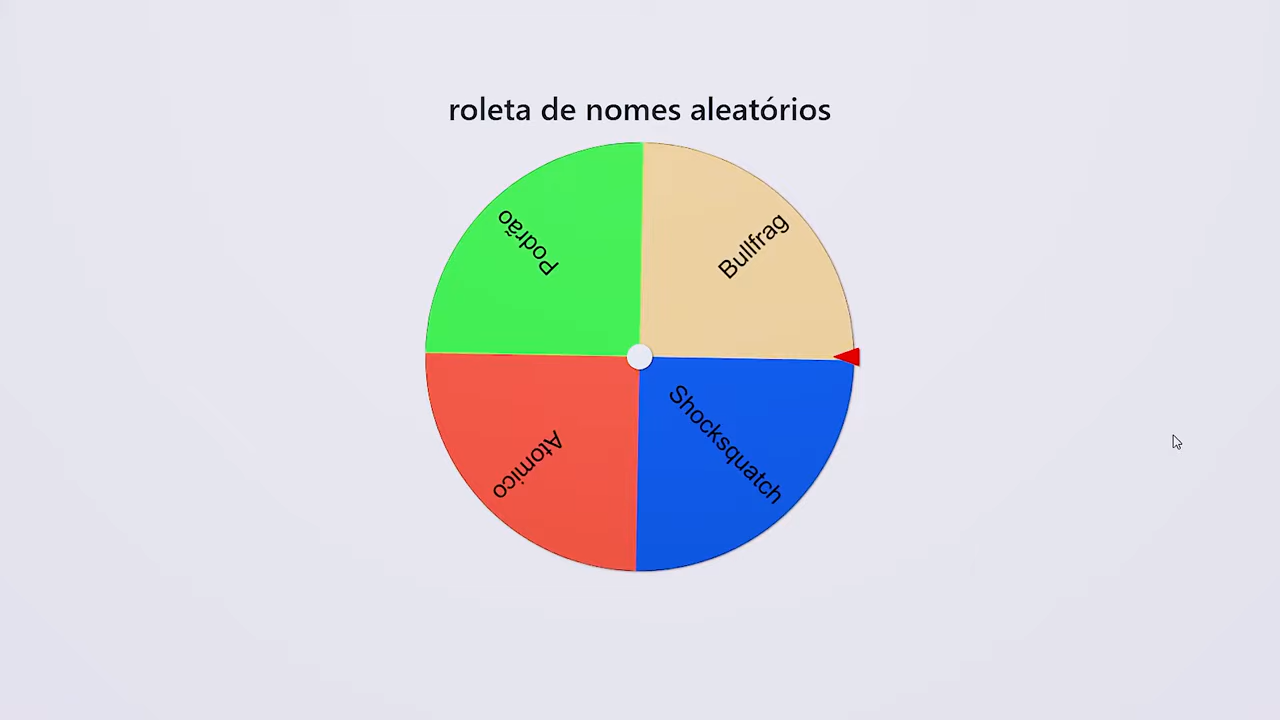 roleta de nomes aleatórios
Podrão
Bullfrag
Atomico
Shocksquatch